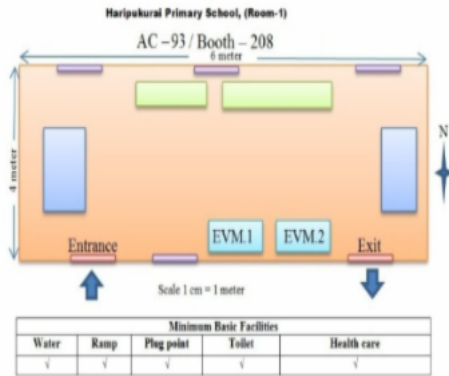 Haripukurai Primary School, (Room-1)
AC –93 / Booth – 208
6 meter
4 meter
N
EVM.1 EVM.2
Entrance Exit
Scale 1 cm = 1 meter
Minimum Basic Facilities
Water Ramp Plug point Toilet Health care
√ √ √ √ √